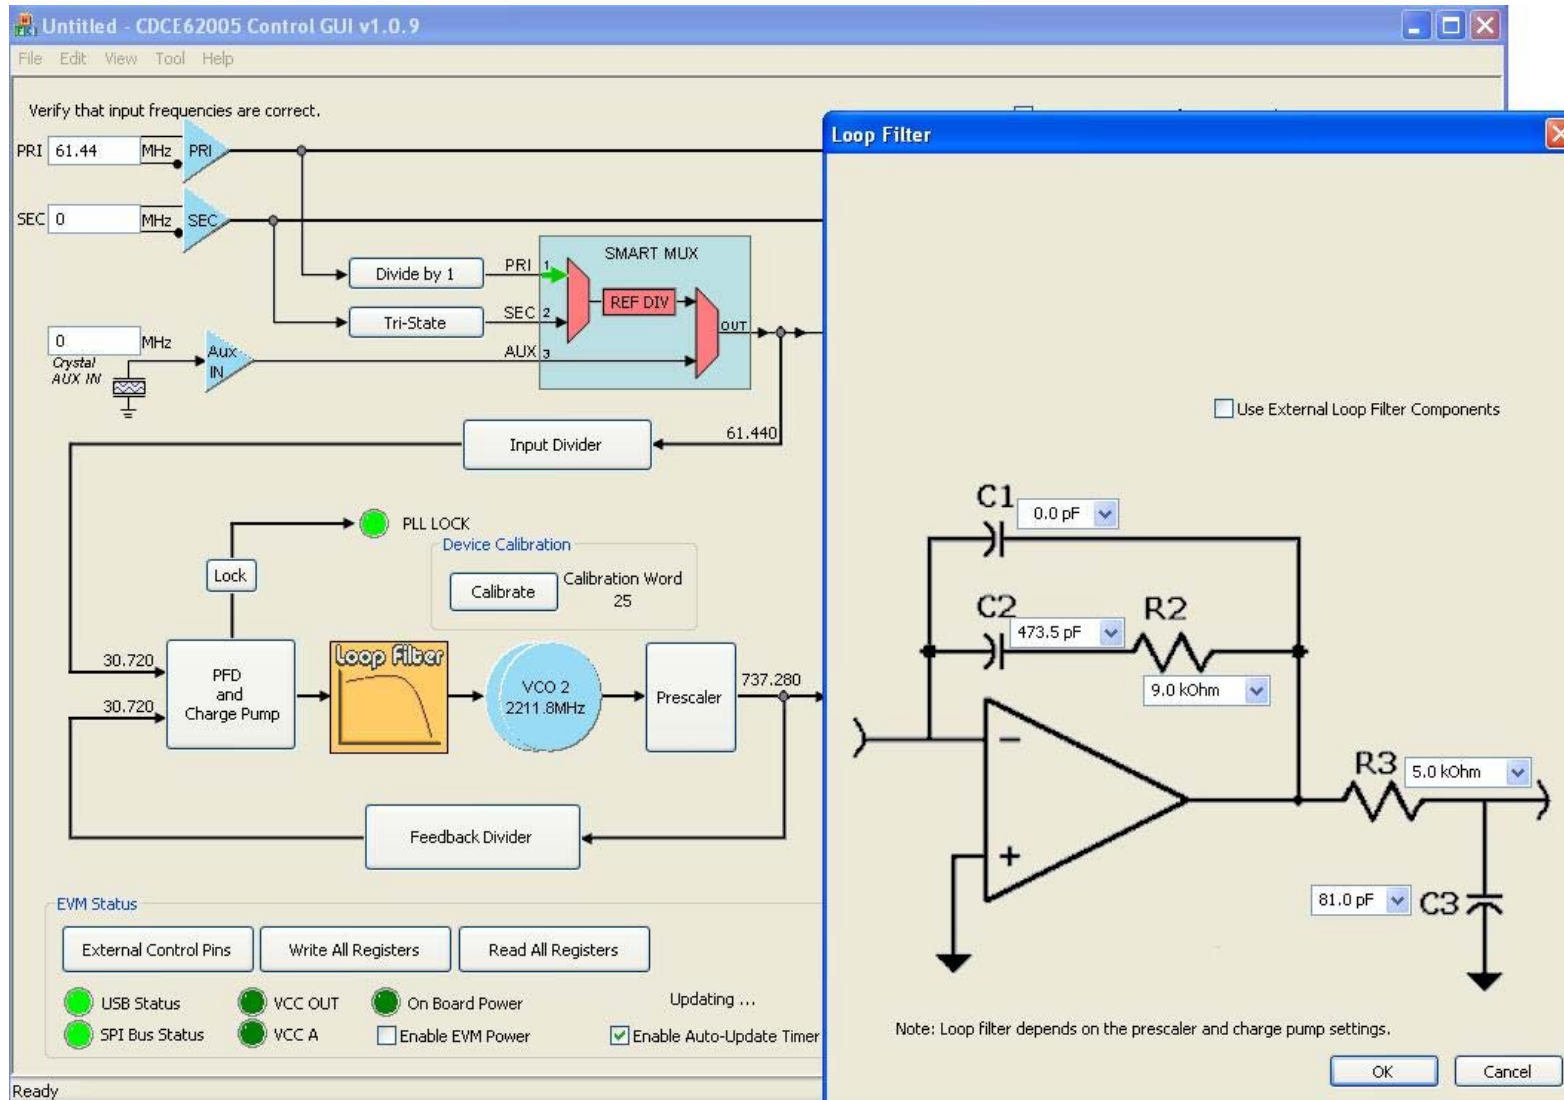 Untitled - CDCE62005 Control GUI v1.0.9
File Edit View Tool Help
Verify that input frequencies are correct.
PRI 61.44 MHz PRI
SEC 0 MHz SEC
0 MHz
Crystal
AUX IN
Aux
IN
Divide by 1
Tri-State
PRI 1
SEC 2
AUX 3
SMART MUX
REF DIV
OUT
Input Divider
61.440
PLL LOCK
Lock
Device Calibration
Calibrate
Calibration Word
25
30.720
30.720
PFD
and
Charge Pump
Loop Filter
VCO 2
2211.8MHz
Prescaler
737.280
Feedback Divider
EVM Status
External Control Pins
Write All Registers
Read All Registers
USB Status
VCC OUT
On Board Power
Updating ...
SPI Bus Status
VCC A
Enable EVM Power
Enable Auto-Update Timer
Ready
Loop Filter
Use External Loop Filter Components
C1 0.0 pF
C2 473.5 pF
R2
9.0 kOhm
R3 5.0 kOhm
81.0 pF C3
Note: Loop filter depends on the prescaler and charge pump settings.
OK
Cancel